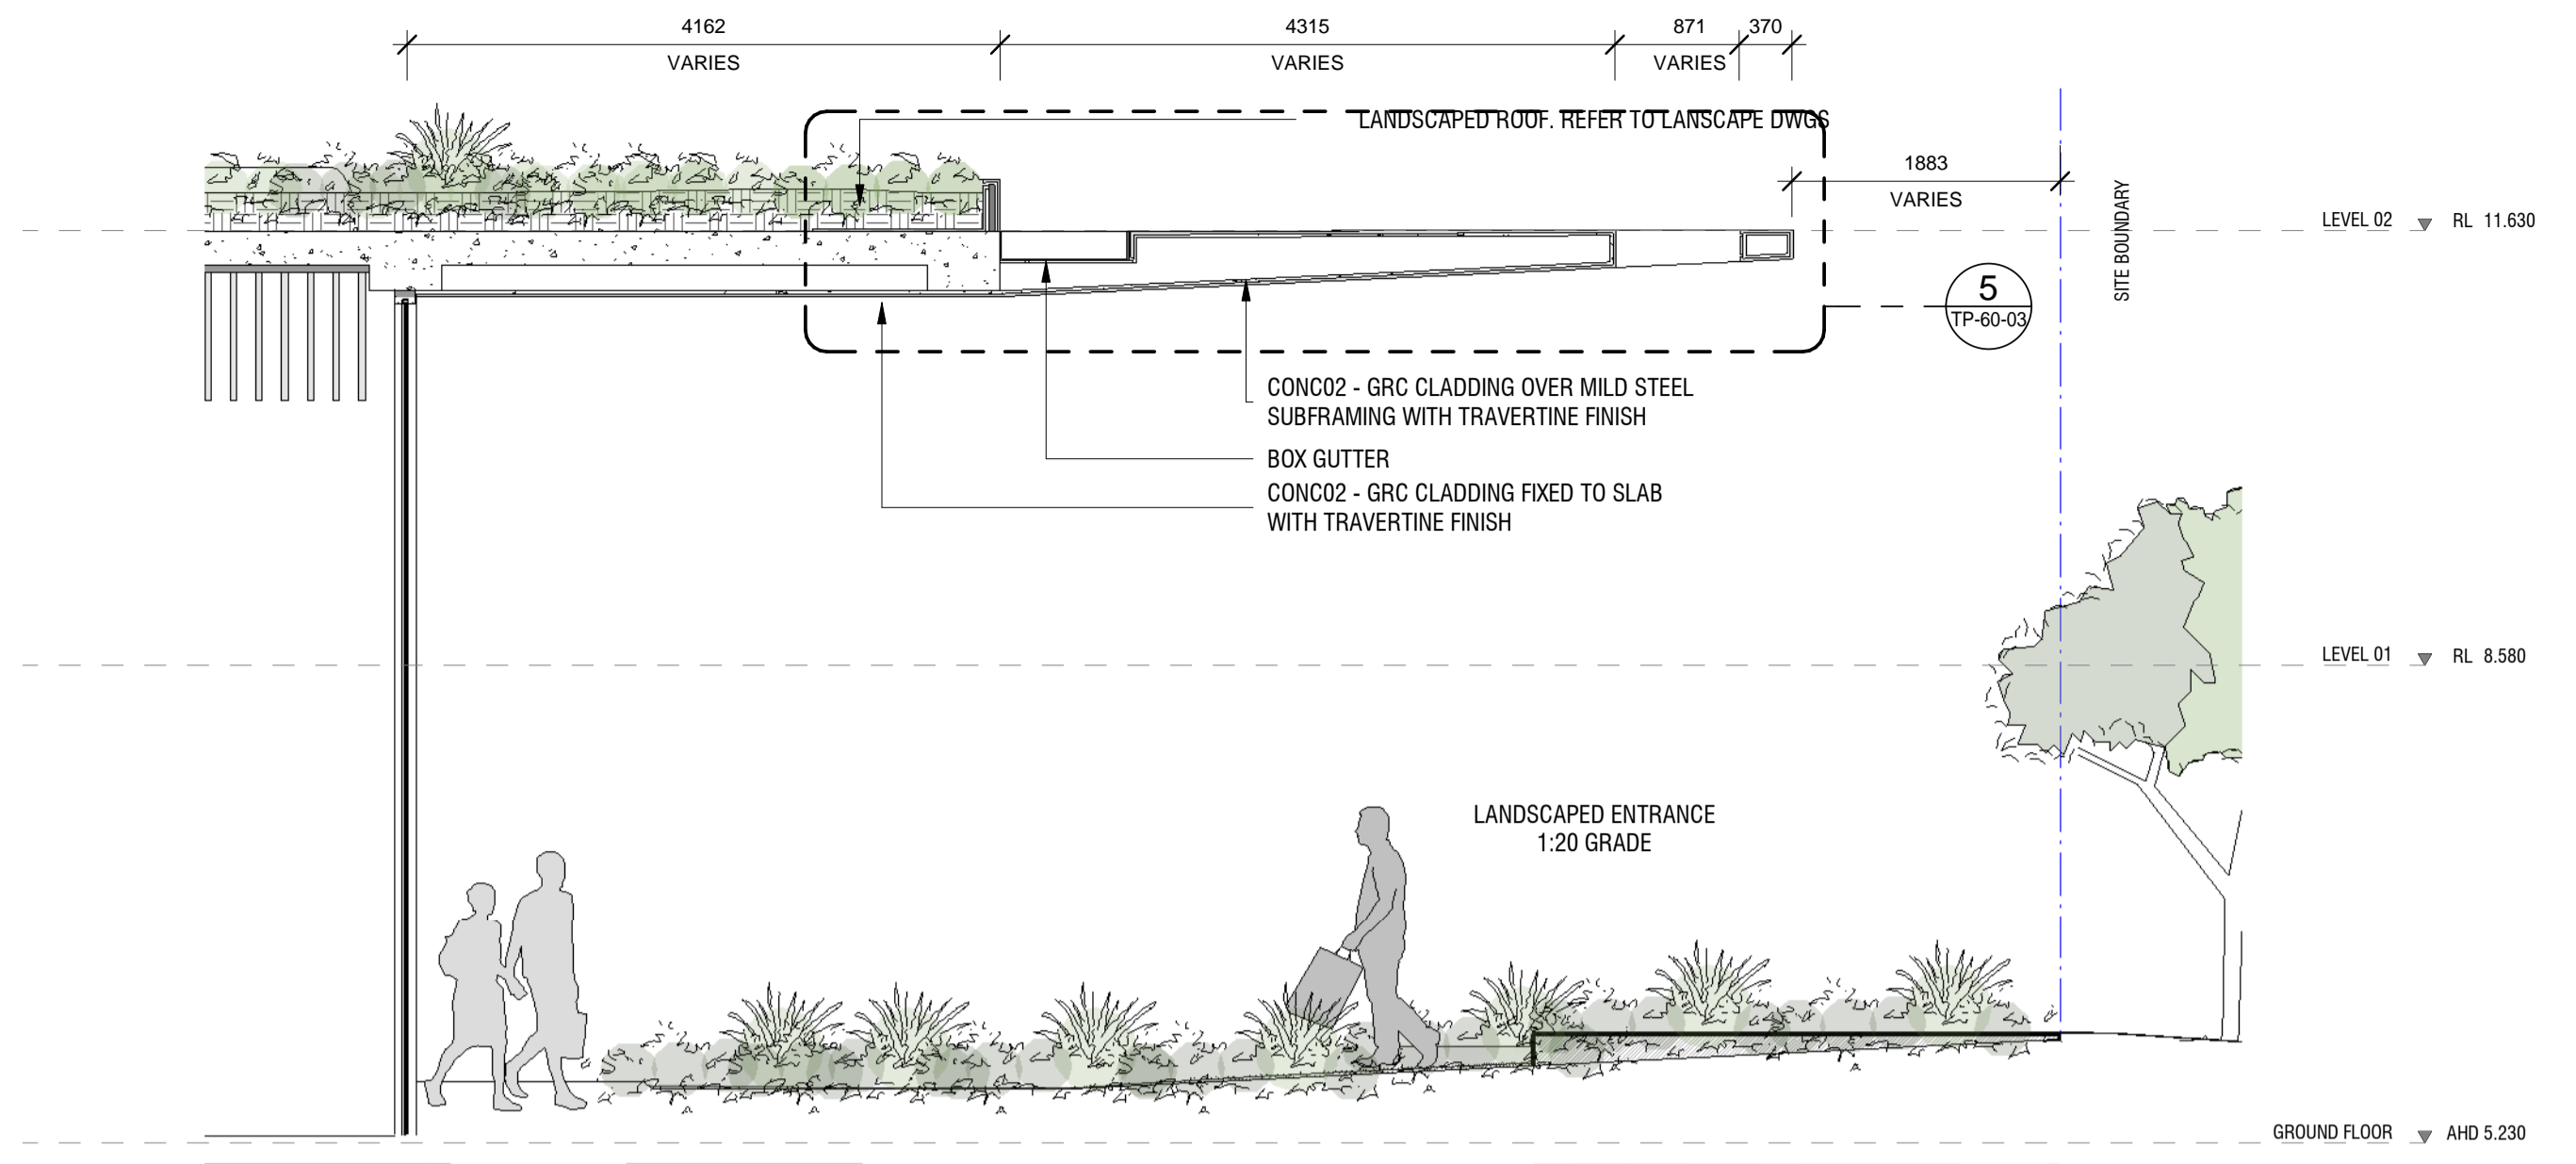 4162
VARIES
4315
VARIES
871
VARIES
370
LANDSCAPED ROOF. REFER TO LANSCAPE DWGS
1883
VARIES
SITE BOUNDARY
LEVEL 02
RL 11.630
5
TP-60-03
CONC02 - GRC CLADDING OVER MILD STEEL
SUBFRAMING WITH TRAVERTINE FINISH
BOX GUTTER
CONC02 - GRC CLADDING FIXED TO SLAB
WITH TRAVERTINE FINISH
LEVEL 01
RL 8.580
LANDSCAPED ENTRANCE
1:20 GRADE
GROUND FLOOR
AHD 5.230